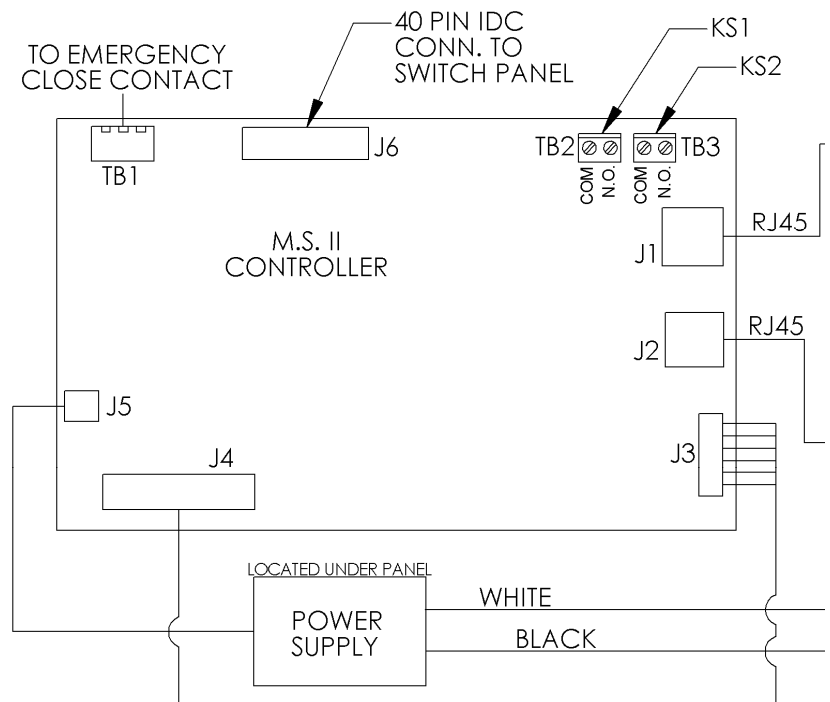 40 PIN IDC
CONN. TO
SWITCH PANEL
KS1
KS2
TO EMERGENCY
CLOSE CONTACT
TB1
J6
TB2
TB3
COM
N.O.
COM
N.O.
M.S. II
CONTROLLER
J1
RJ45
J2
RJ45
J5
J4
J3
LOCATED UNDER PANEL
POWER
SUPPLY
WHITE
BLACK